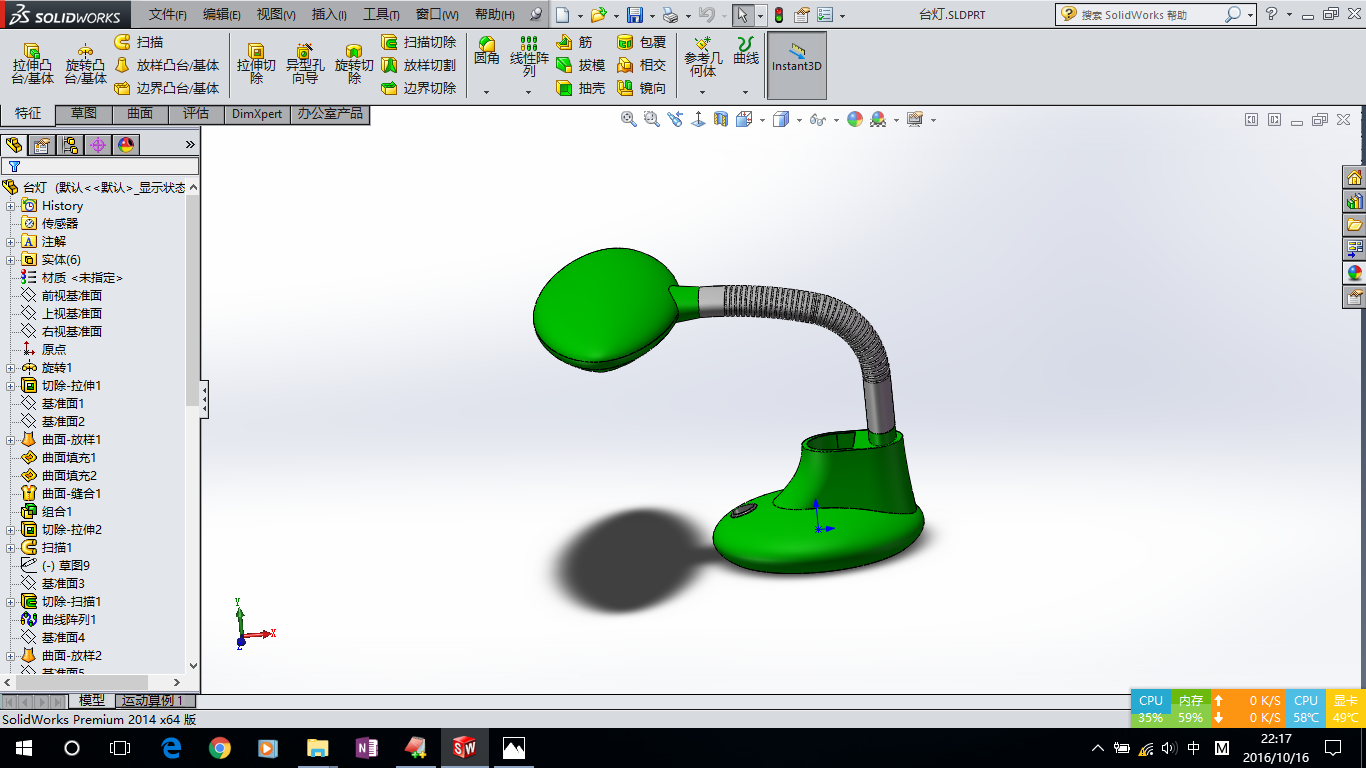 SOLIDWORKS 文件(F) 编辑(E) 视图(V) 插入(I) 工具(T) 窗口(W) 帮助(H) 台灯.SLDPRT 搜索 SolidWorks 帮助
拉伸凸台/基体
旋转凸台/基体
扫描
放样凸台/基体
边界凸台/基体
拉伸切除
异型孔向导
旋转切除
扫描切除
放样切割
边界切除
圆角
线性阵列
筋
拔模
抽壳
包覆
相交
镜向
参考几何体
曲线
Instant3D
特征 草图 曲面 评估 DimXpert 办公室产品
台灯 (默认<<默认>_显示状态
History
传感器
注解
实体(6)
材质 <未指定>
前视基准面
上视基准面
右视基准面
原点
旋转1
切除-拉伸1
基准面1
基准面2
曲面-放样1
曲面填充1
曲面填充2
曲面-缝合1
组合1
切除-拉伸2
扫描1
(-) 草图9
基准面3
切除-扫描1
曲线阵列1
基准面4
曲面-放样2
基准面5
Y
X
Z
模型 运动算例 1
SolidWorks Premium 2014 x64 版
CPU 内存 0 K/S CPU 显卡
35% 59% 0 K/S 58℃ 49℃
中 M 22:17
2016/10/16